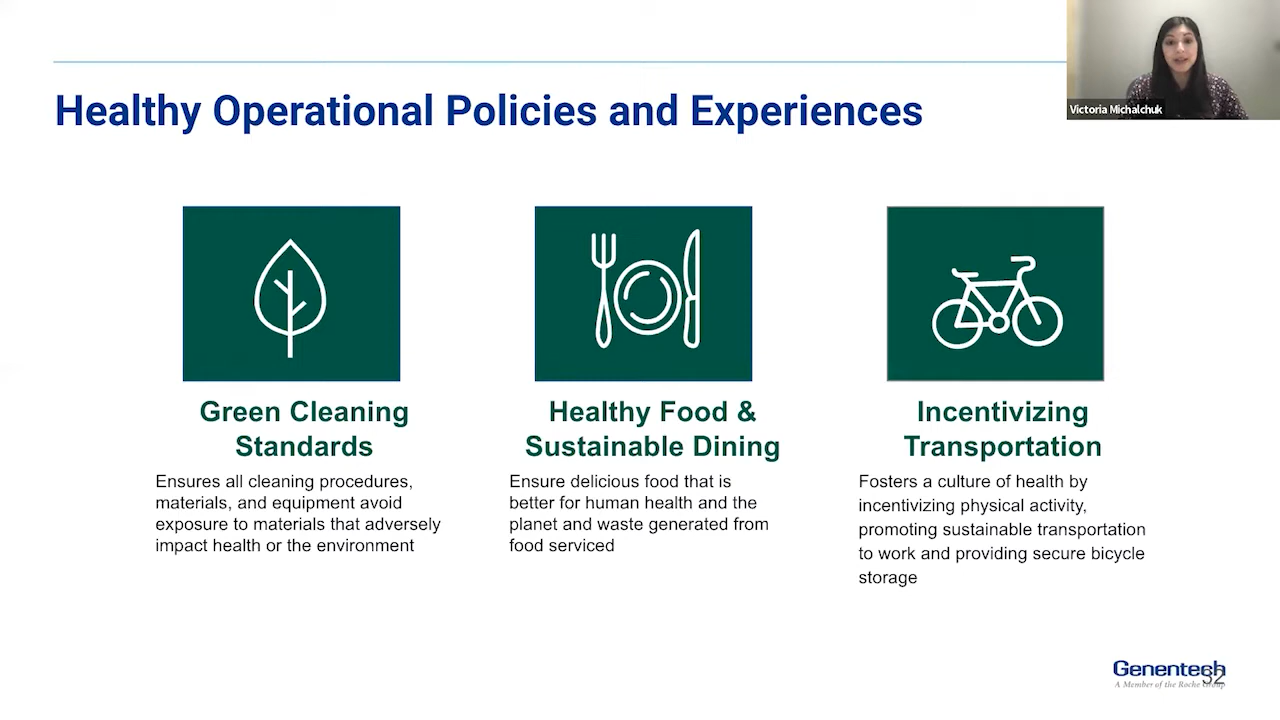 Healthy Operational Policies and Experiences
Victoria Michalchuk
Green Cleaning
Standards
Ensures all cleaning procedures,
materials, and equipment avoid
exposure to materials that adversely
impact health or the environment
Healthy Food &
Sustainable Dining
Ensure delicious food that is
better for human health and the
planet and waste generated from
food serviced
Incentivizing
Transportation
Fosters a culture of health by
incentivizing physical activity,
promoting sustainable transportation
to work and providing secure bicycle
storage
Genentech
A Member of the Roche Group
32